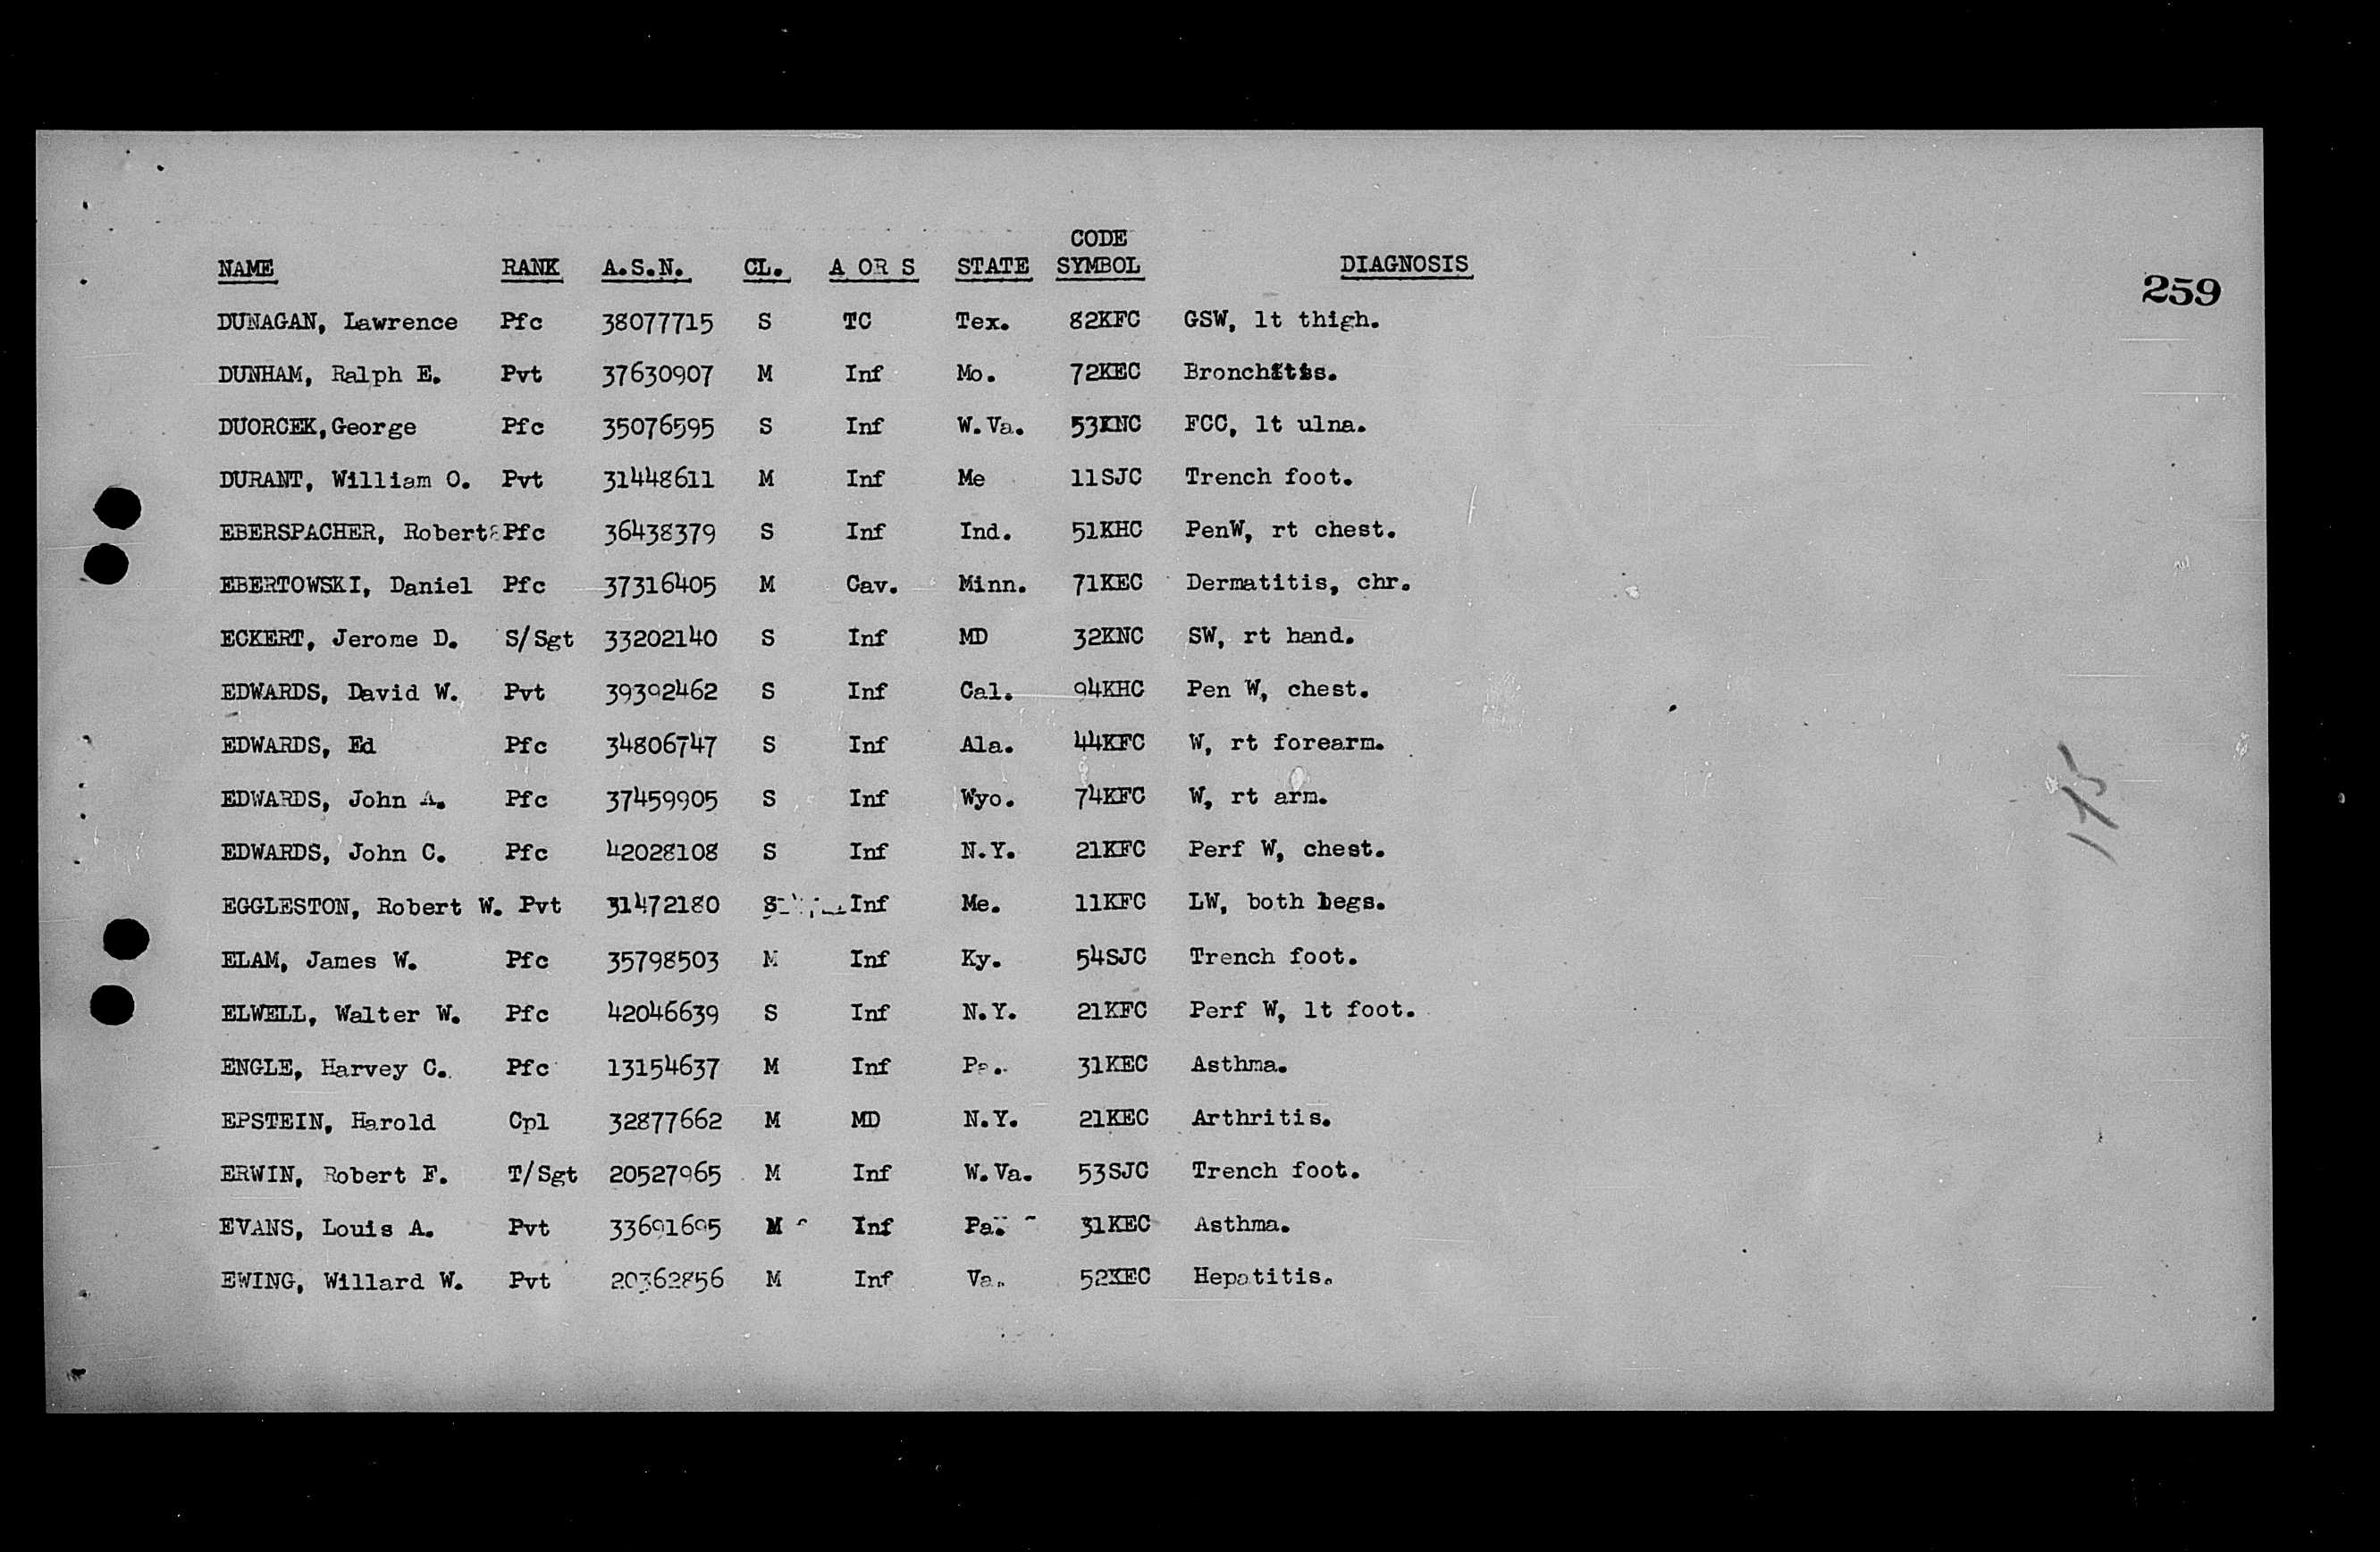 CODE
NAME RANK A.S.N. CL. A OR S STATE SYMBOL DIAGNOSIS
259
DUNAGAN, Lawrence Pfc 38077715 S TC Tex. 82KFC GSW, lt thigh.
DUNHAM, Ralph E. Pvt 37630907 M Inf Mo. 72KEC Bronchitis.
DUORCEK,George Pfc 35076595 S Inf W.Va. 53KNC FCC, lt ulna.
DURANT, William O. Pvt 31448611 M Inf Me 11SJC Trench foot.
EBERSPACHER, Robert Pfc 36438379 S Inf Ind. 51KHC PenW, rt chest.
EBERTOWSKI, Daniel Pfc 37316405 M Cav. Minn. 71KEC Dermatitis, chr.
ECKERT, Jerome D. S/Sgt 33202140 S Inf MD 32KNC SW, rt hand.
EDWARDS, David W. Pvt 39392462 S Inf Cal. 94KHC Pen W, chest.
EDWARDS, Ed Pfc 34806747 S Inf Ala. 44KFC W, rt forearm.
EDWARDS, John A. Pfc 37459905 S Inf Wyo. 74KFC W, rt arm.
EDWARDS, John C. Pfc 42028108 S Inf N.Y. 21KFC Perf W, chest.
EGGLESTON, Robert W. Pvt 31472180 S Inf Me. 11KFC LW, both legs.
ELAM, James W. Pfc 35798503 M Inf Ky. 54SJC Trench foot.
ELWELL, Walter W. Pfc 42046639 S Inf N.Y. 21KFC Perf W, lt foot.
ENGLE, Harvey C. Pfc 13154637 M Inf Pa. 31KEC Asthma.
EPSTEIN, Harold Cpl 32877662 M MD N.Y. 21KEC Arthritis.
ERWIN, Robert F. T/Sgt 20527965 M Inf W.Va. 53SJC Trench foot.
EVANS, Louis A. Pvt 33691695 M Inf Pa. 31KEC Asthma.
EWING, Willard W. Pvt 20362856 M Inf Va. 52KEC Hepatitis.